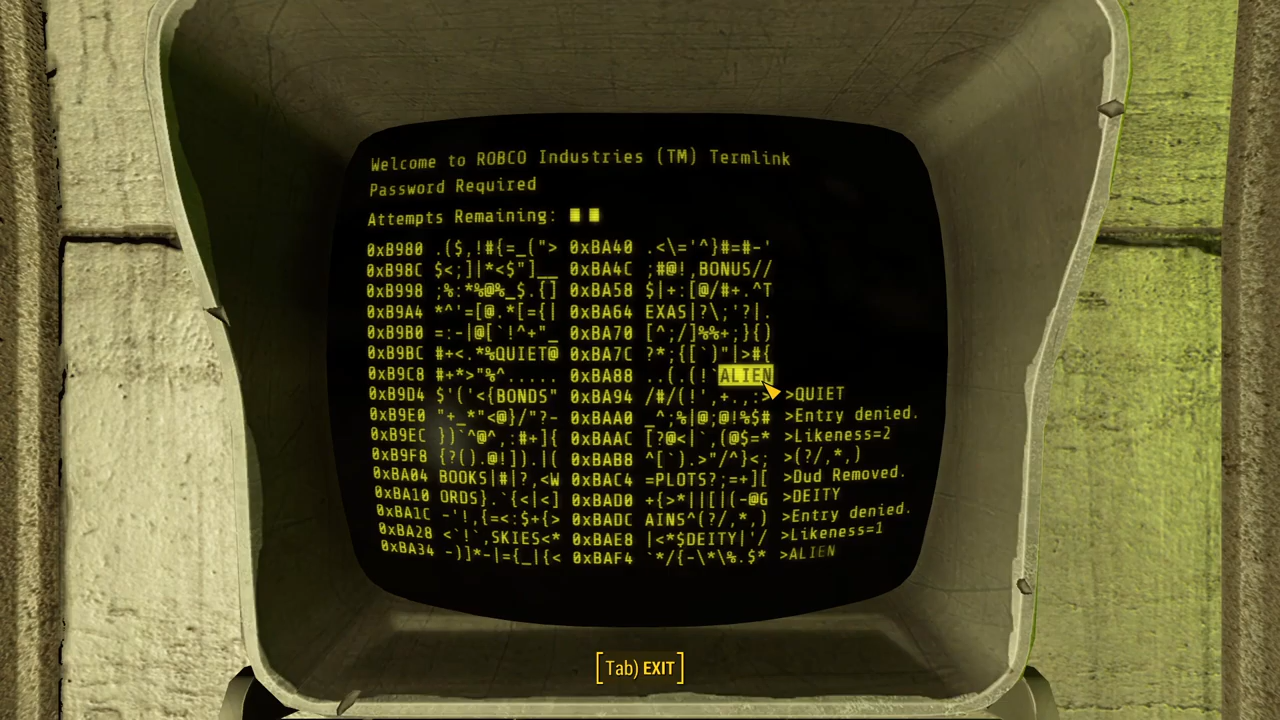 Welcome to ROBCO Industries (TM) Termlink
Password Required
Attempts Remaining: ■ ■
0xB980 .($,!#{=_("> 0xBA40 .<\='^}#=#-'
0xB98C $<;]|*<$"]__ 0xBA4C ;#@!,BONUS//
0xB998 ;%:*%@%_$.{] 0xBA58 $|+:[@/#+.^T
0xB9A4 *^'=[@.*[={| 0xBA64 EXAS|?\;'?|.
0xB9B0 =:-|@[`!^+"_ 0xBA70 [^;/]%%+;}{)
0xB9BC #+<.*%QUIET@ 0xBA7C ?*;{[`)"|>#{
0xB9C8 #+*>"%^..... 0xBA88 ..(.(!`ALIEN
0xB9D4 $'('<{BONDS" 0xBA94 /#/(!',+.,:> >QUIET
0xB9E0 "+_*"<@}/"?- 0xBAA0 _^;%|@;@!%$# >Entry denied.
0xB9EC })`^@^,:#+]{ 0xBAAC [?@<|`,(@$=* >Likeness=2
0xB9F8 {?().@!]).|( 0xBAB8 ^[`).>"/^}<; >(?/,*,)
0xBA04 BOOKS|#|?,<W 0xBAC4 =PLOTS?;=+][ >Dud Removed.
0xBA10 ORDS}.`{<|<] 0xBAD0 +{>*||[|(-@G >DEITY
0xBA1C -'!,{=<:$+{> 0xBADC AINS^(?/,*,) >Entry denied.
0xBA28 <`!`,SKIES<* 0xBAE8 |<*$DEITY|'/ >Likeness=1
0xBA34 -)]*-|={_|{< 0xBAF4 `*/{-\*\%.$* >ALIEN
[Tab) EXIT]